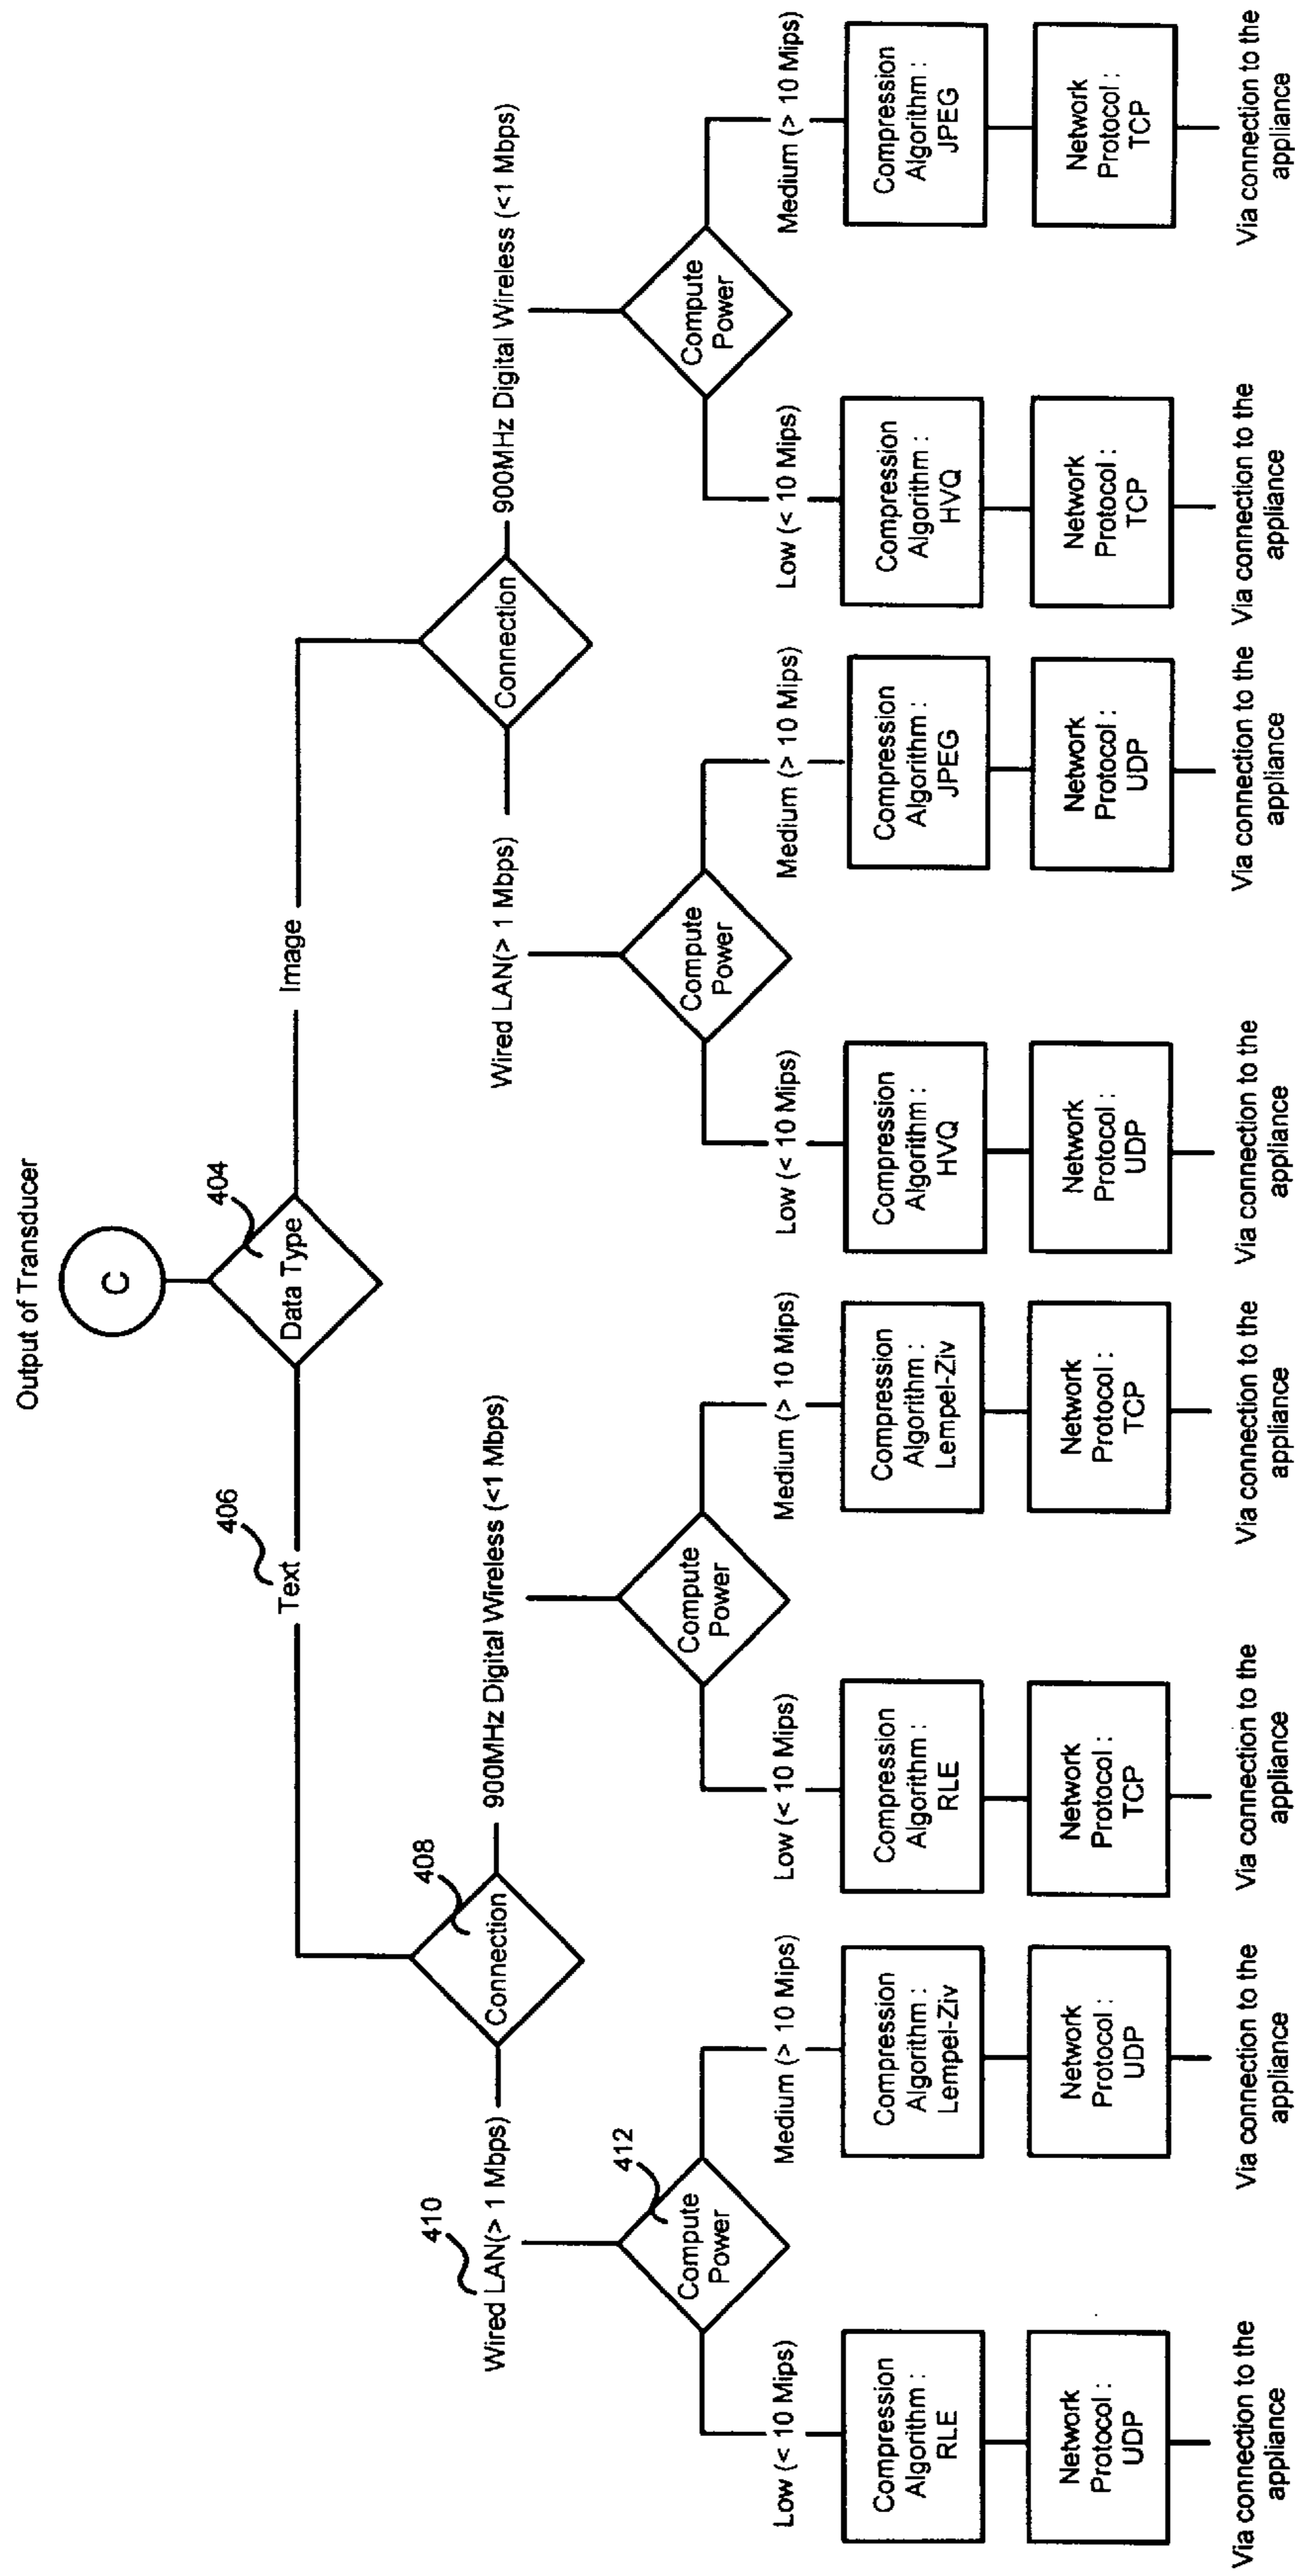 Output of Transducer
C
404
Data Type
406
Text
Image
408
Connection
Connection
410
Wired LAN(> 1 Mbps)
900MHz Digital Wireless (<1 Mbps)
Wired LAN(> 1 Mbps)
900MHz Digital Wireless (<1 Mbps)
412
Compute
Power
Compute
Power
Compute
Power
Compute
Power
Low (< 10 Mips)
Medium (> 10 Mips)
Low (< 10 Mips)
Medium (> 10 Mips)
Low (< 10 Mips)
Medium (> 10 Mips)
Low (< 10 Mips)
Medium (> 10 Mips)
Compression
Algorithm :
RLE
Compression
Algorithm :
Lempel-Ziv
Compression
Algorithm :
RLE
Compression
Algorithm :
Lempel-Ziv
Compression
Algorithm :
HVQ
Compression
Algorithm :
JPEG
Compression
Algorithm :
HVQ
Compression
Algorithm :
JPEG
Network
Protocol :
UDP
Network
Protocol :
UDP
Network
Protocol :
TCP
Network
Protocol :
TCP
Network
Protocol :
UDP
Network
Protocol :
UDP
Network
Protocol :
TCP
Network
Protocol :
TCP
Via connection to the
appliance
Via connection to the
appliance
Via connection to the
appliance
Via connection to the
appliance
Via connection to the
appliance
Via connection to the
appliance
Via connection to the
appliance
Via connection to the
appliance